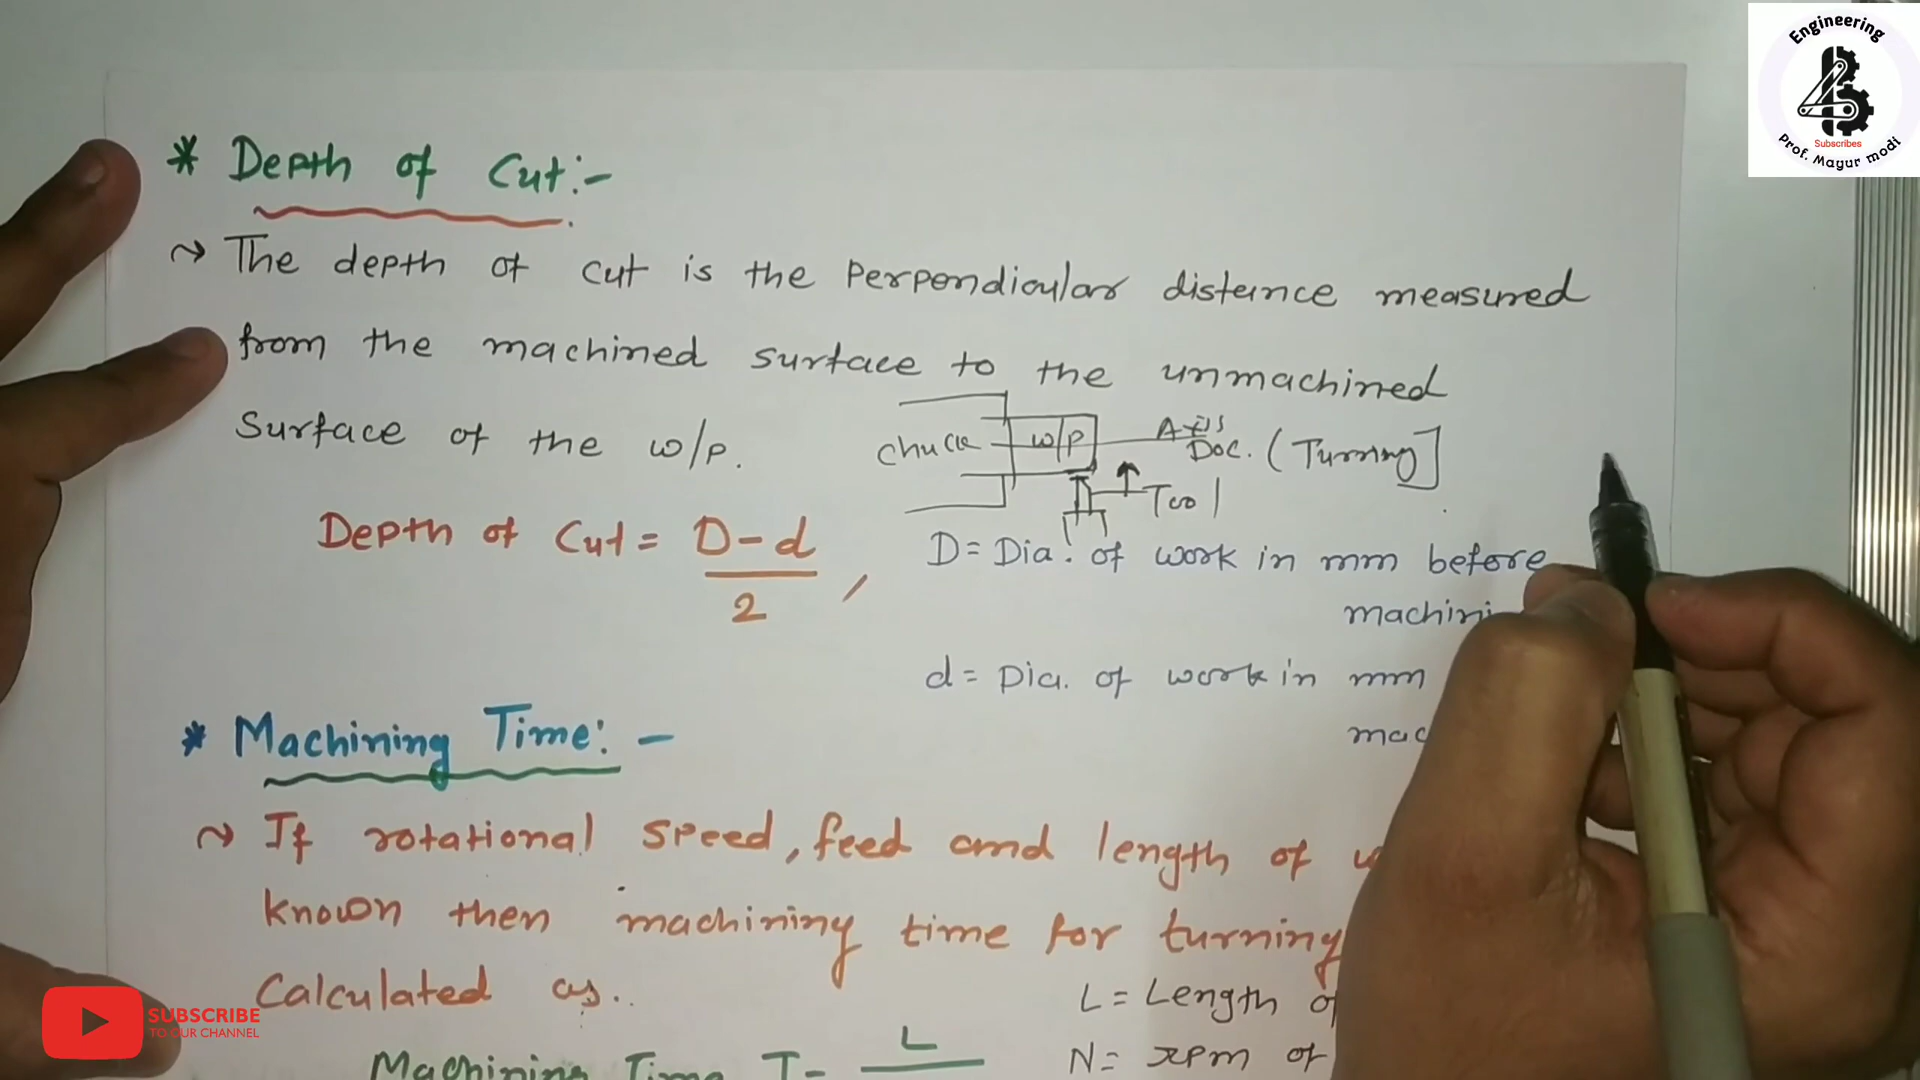 Engineering
Subscribes
Prof. Mayur modi
* Depth of Cut:-
~> The depth of cut is the Perpendicular distance measured
from the machined surface to the unmachined
Surface of the w/p.
chuck
w/p
Axis
DOC. (Turning]
Tool
Depth of Cut = D-d
2 ,
D = Dia. of work in mm before
machini
d = Dia. of work in mm
mac
* Machining Time: -
~> If rotational speed, feed and length of
known then machining time for turning
Calculated as..
Machining Time T= L
L = Length of
N = rpm of
SUBSCRIBE
TO OUR CHANNEL